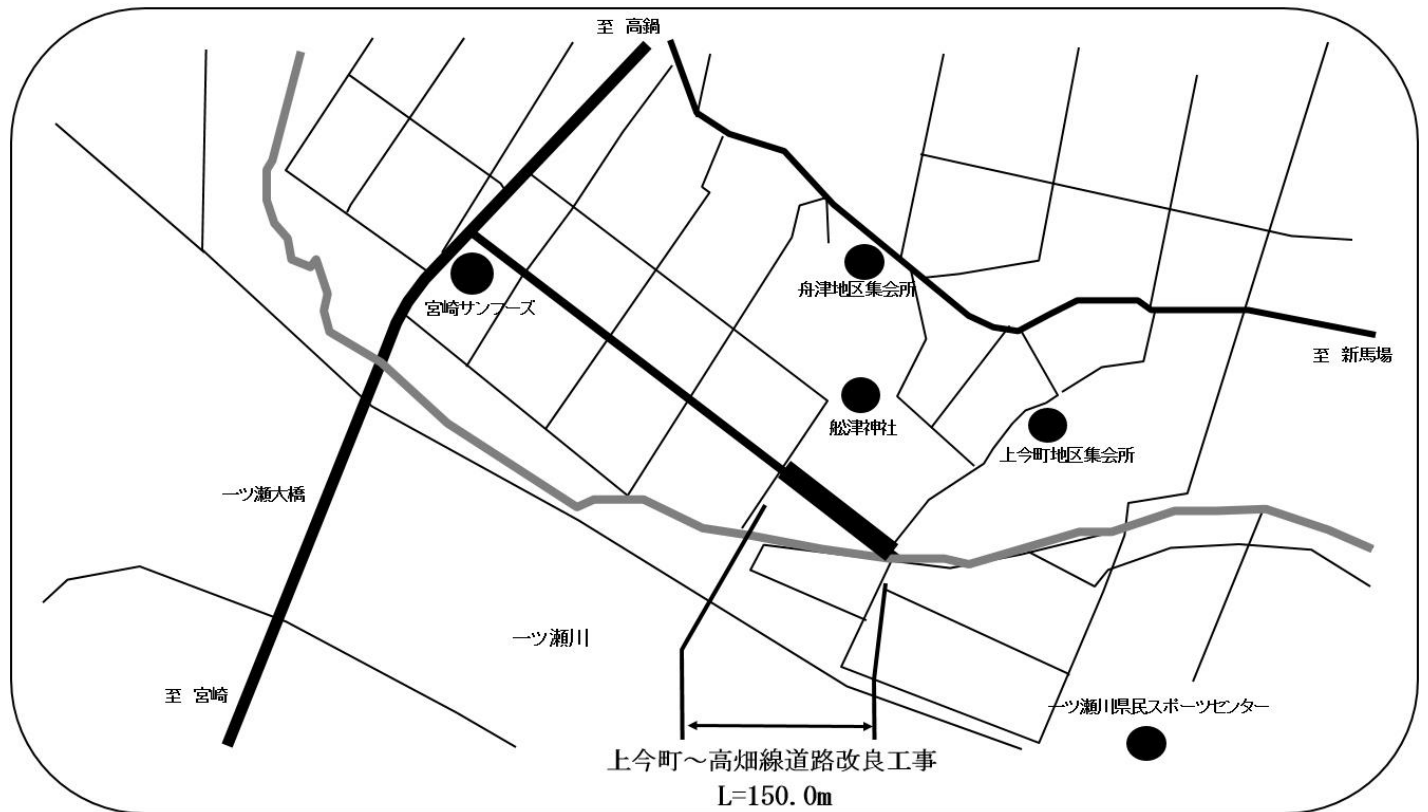 至 高鍋
舟津地区集会所
宮崎サンフーズ
至 新馬場
舩津神社
上今町地区集会所
一ツ瀬大橋
一ツ瀬川
至 宮崎
一ツ瀬川県民スポーツセンター
上今町～高畑線道路改良工事
L=150.0m